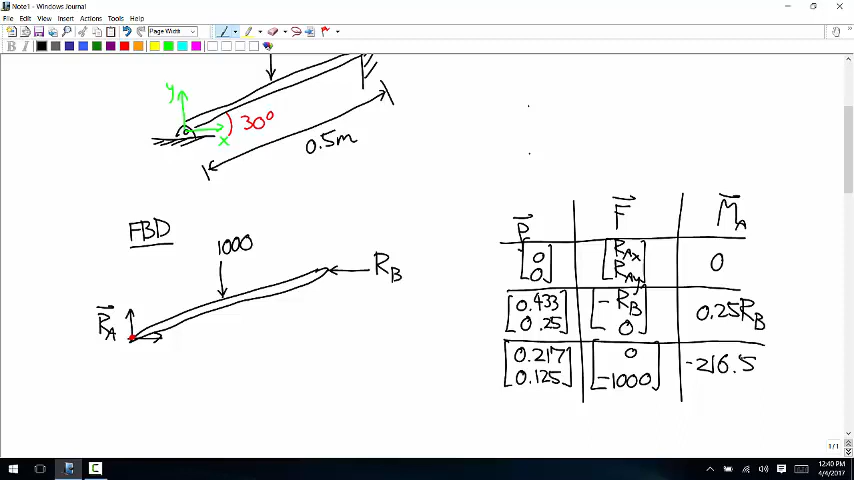 Note1 - Windows Journal
File Edit View Insert Actions Tools Help
Page Width
B I
y
x
30°
0.5m
FBD
1000
R_B
R_A
P F M_A
[0 0] [R_Ax R_Ay] 0
[0.433 0.25] [-R_B 0] 0.25R_B
[0.217 0.125] [0 -1000] -216.5
1/1
12:40 PM
4/4/2017